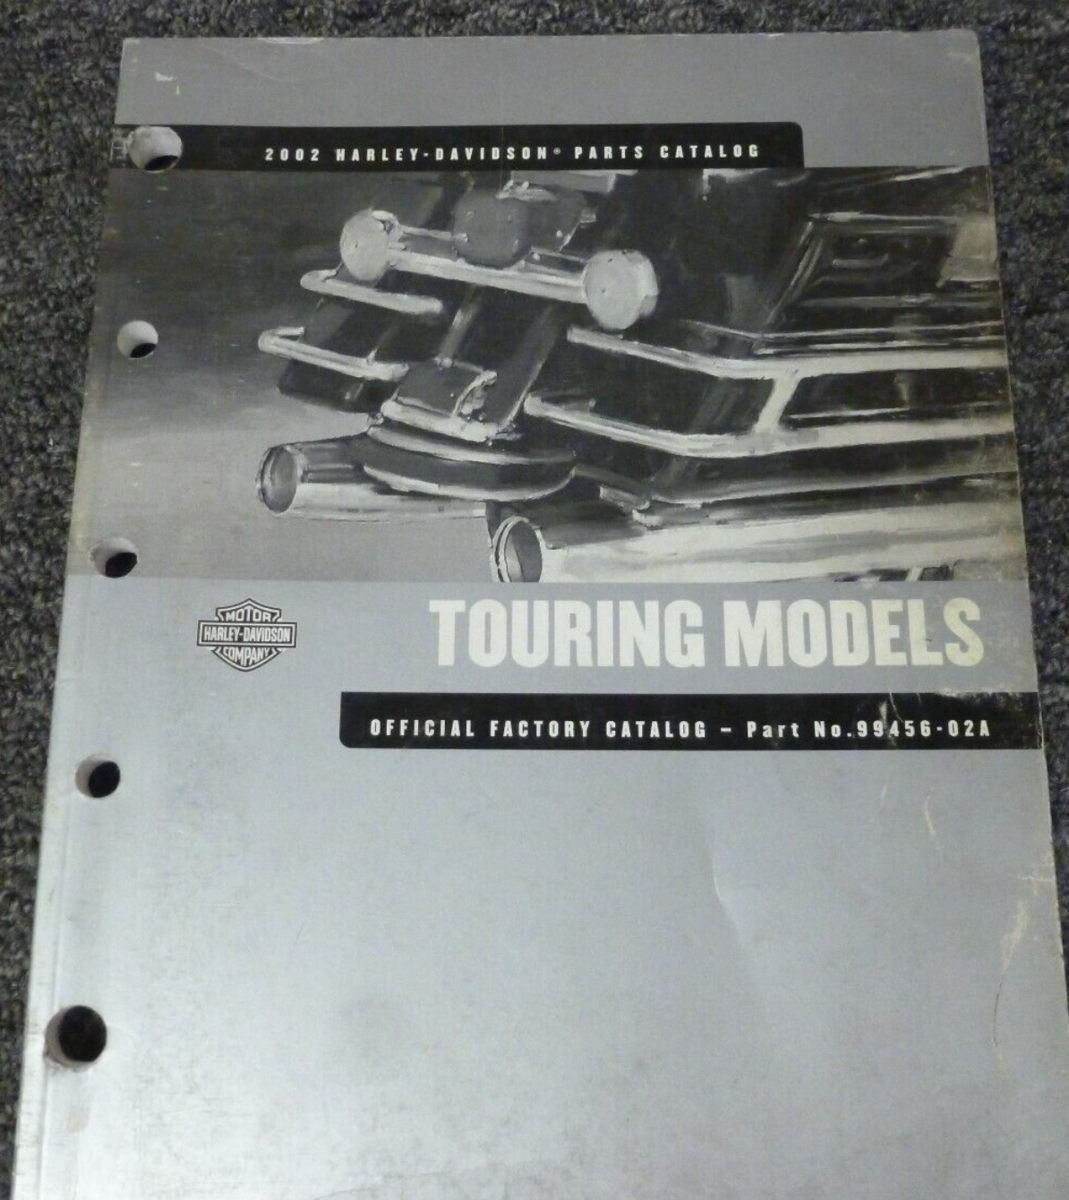 2002 HARLEY-DAVIDSON® PARTS CATALOG
MOTOR
HARLEY-DAVIDSON
COMPANY
TOURING MODELS
OFFICIAL FACTORY CATALOG – Part No.99456-02A